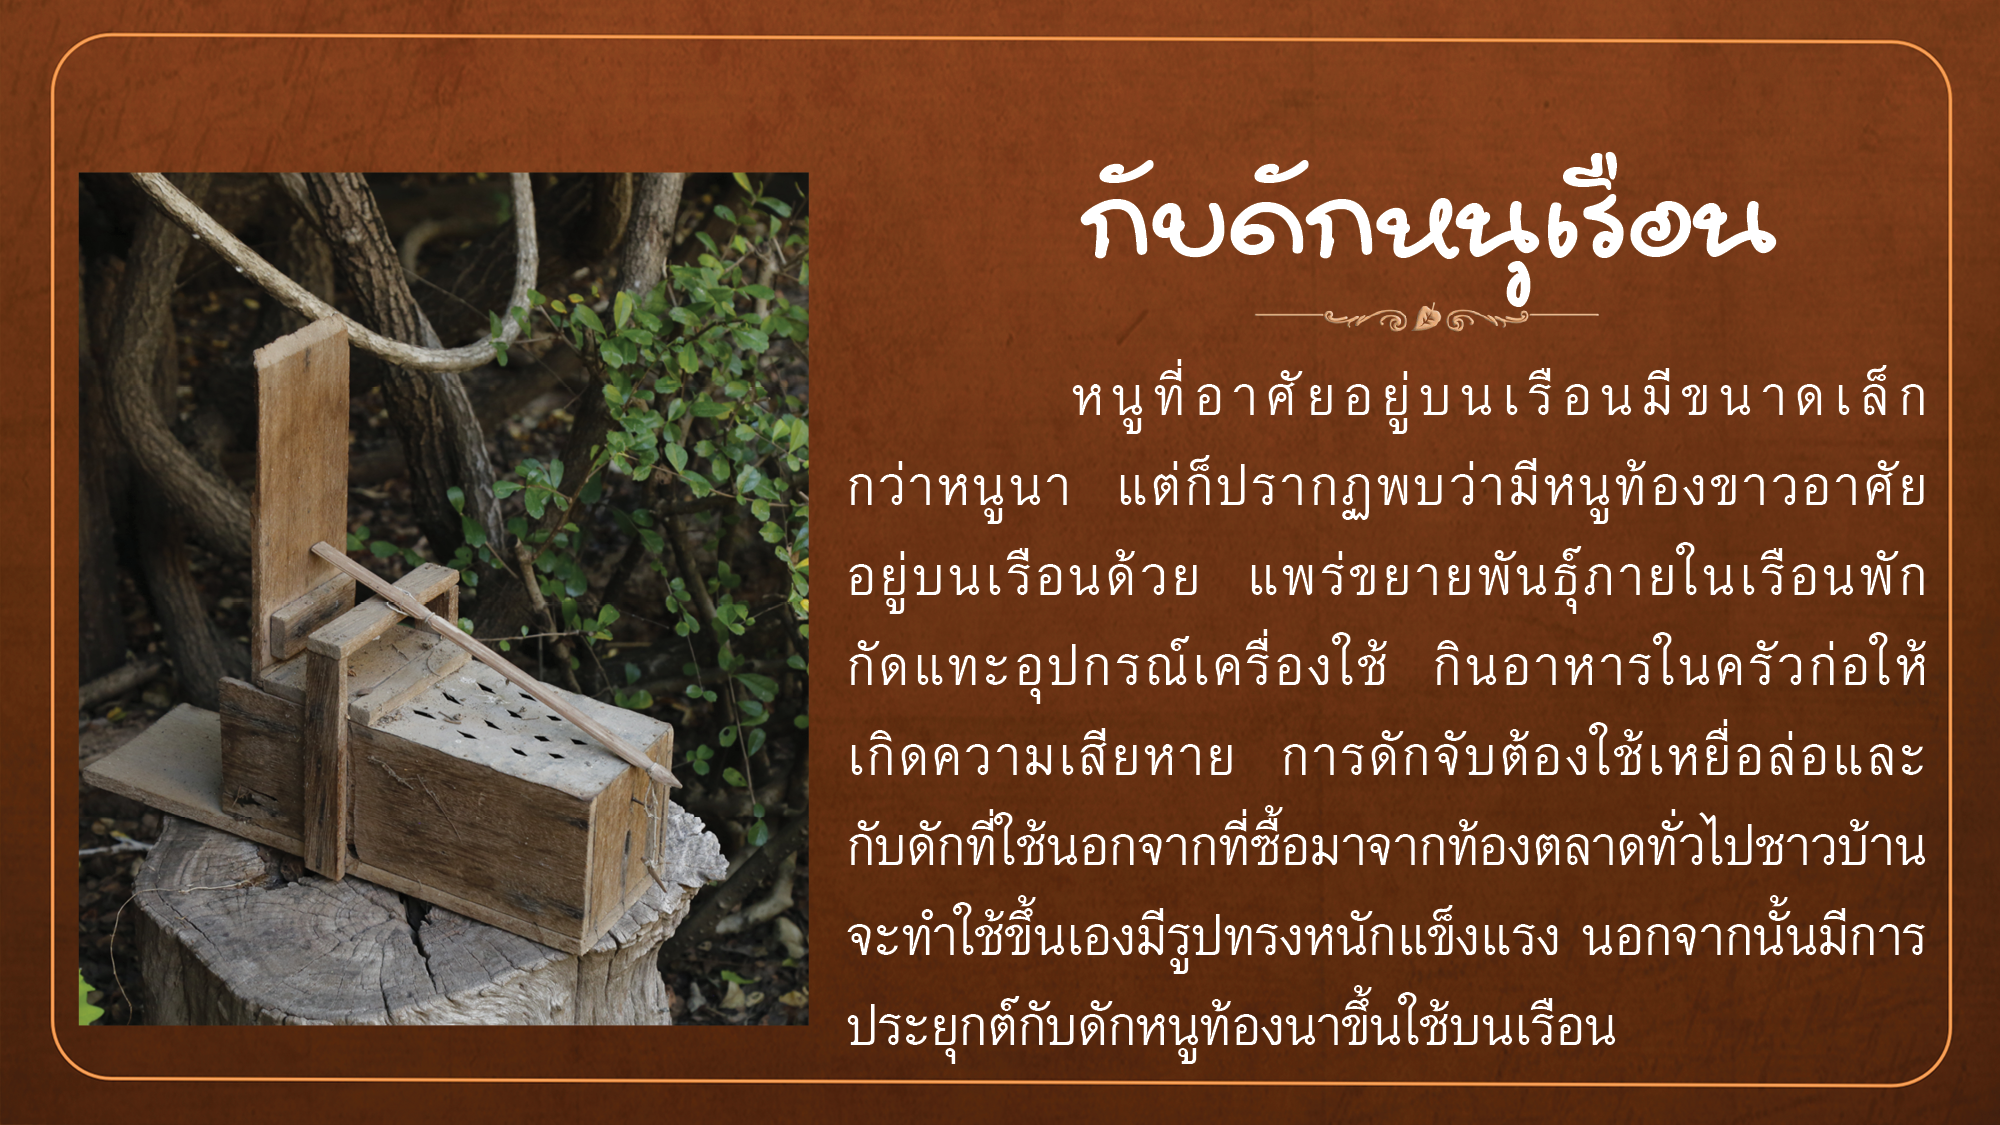 กับดักหนูเรือน
หนูที่อาศัยอยู่บนเรือนมีขนาดเล็ก
กว่าหนูนา แต่ก็ปรากฏพบว่ามีหนูท้องขาวอาศัย
อยู่บนเรือนด้วย แพร่ขยายพันธุ์ภายในเรือนพัก
กัดแทะอุปกรณ์เครื่องใช้ กินอาหารในครัวก่อให้
เกิดความเสียหาย การดักจับต้องใช้เหยื่อล่อและ
กับดักที่ใช้นอกจากที่ซื้อมาจากท้องตลาดทั่วไปชาวบ้าน
จะทำใช้ขึ้นเองมีรูปทรงหนักแข็งแรง นอกจากนั้นมีการ
ประยุกต์กับดักหนูท้องนาขึ้นใช้บนเรือน